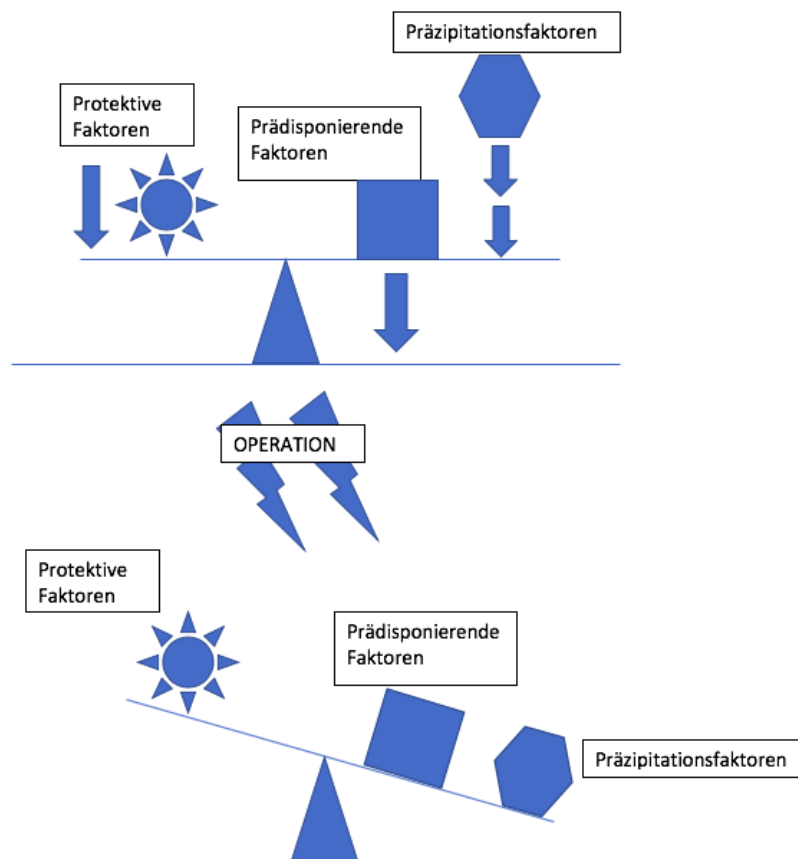 Präzipitationsfaktoren
Protektive
Faktoren
Prädisponierende
Faktoren
OPERATION
Protektive
Faktoren
Prädisponierende
Faktoren
Präzipitationsfaktoren